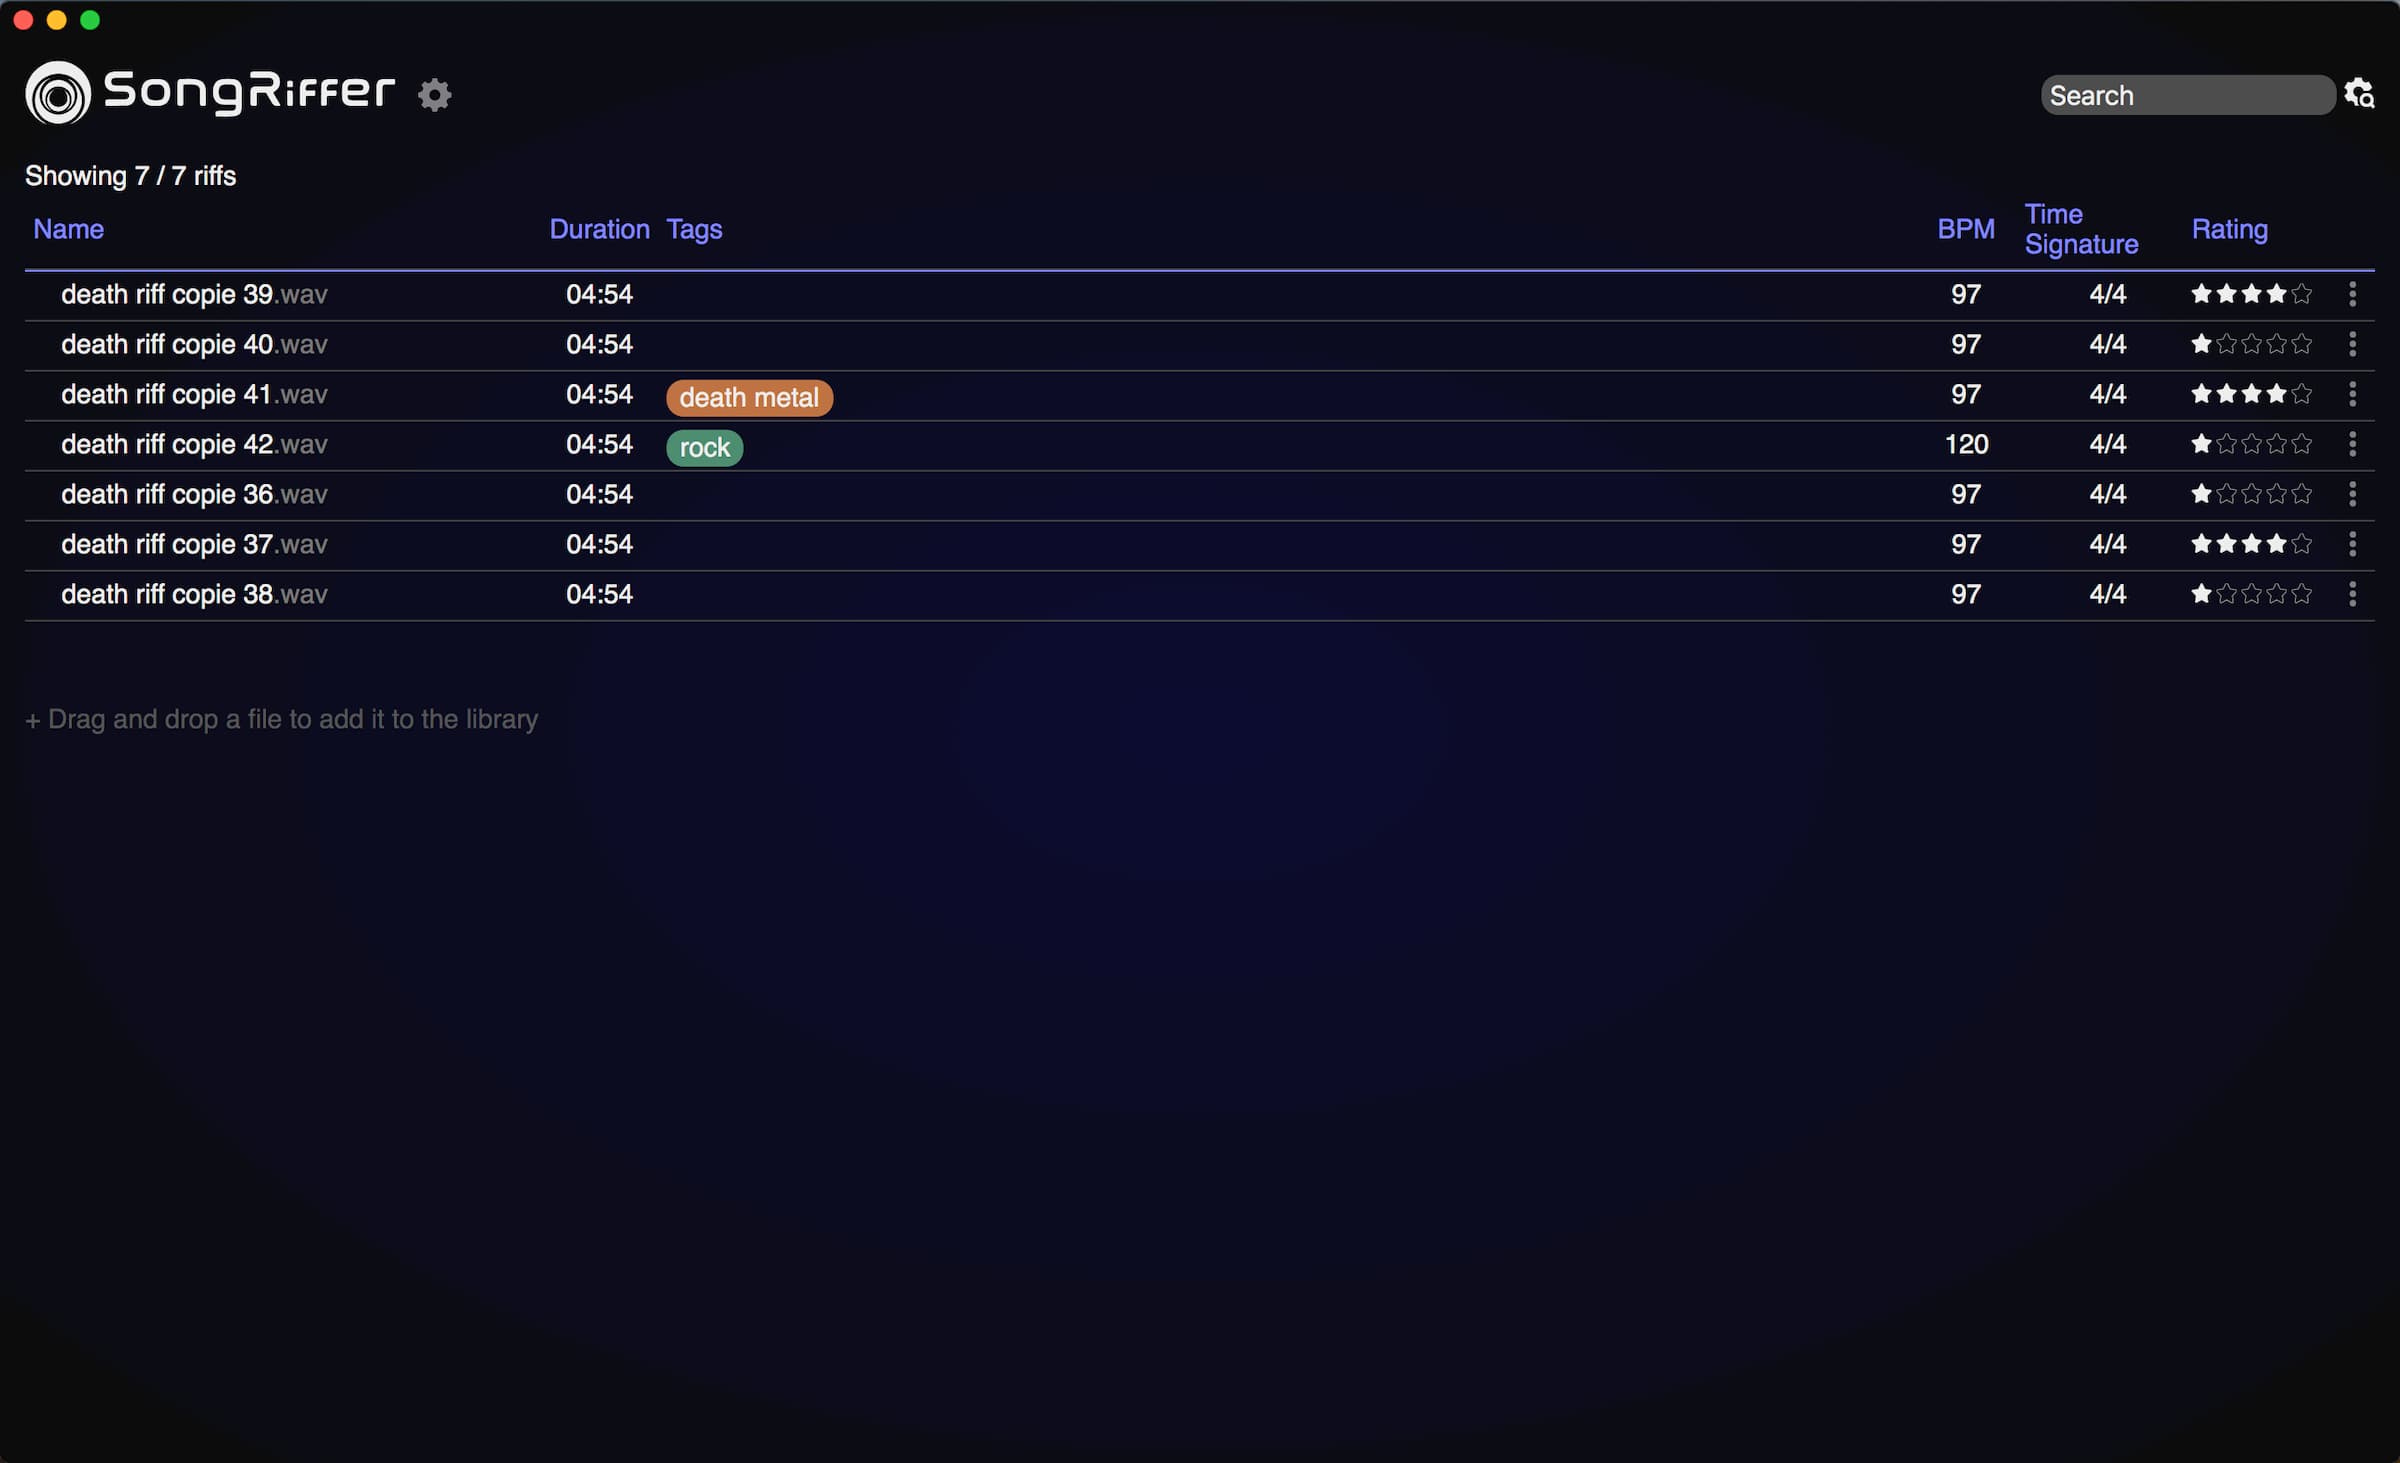 SongRiffer
Search
Showing 7 / 7 riffs
Name Duration Tags BPM Time Signature Rating
death riff copie 39.wav 04:54 97 4/4
death riff copie 40.wav 04:54 97 4/4
death riff copie 41.wav 04:54 death metal 97 4/4
death riff copie 42.wav 04:54 rock 120 4/4
death riff copie 36.wav 04:54 97 4/4
death riff copie 37.wav 04:54 97 4/4
death riff copie 38.wav 04:54 97 4/4
+ Drag and drop a file to add it to the library